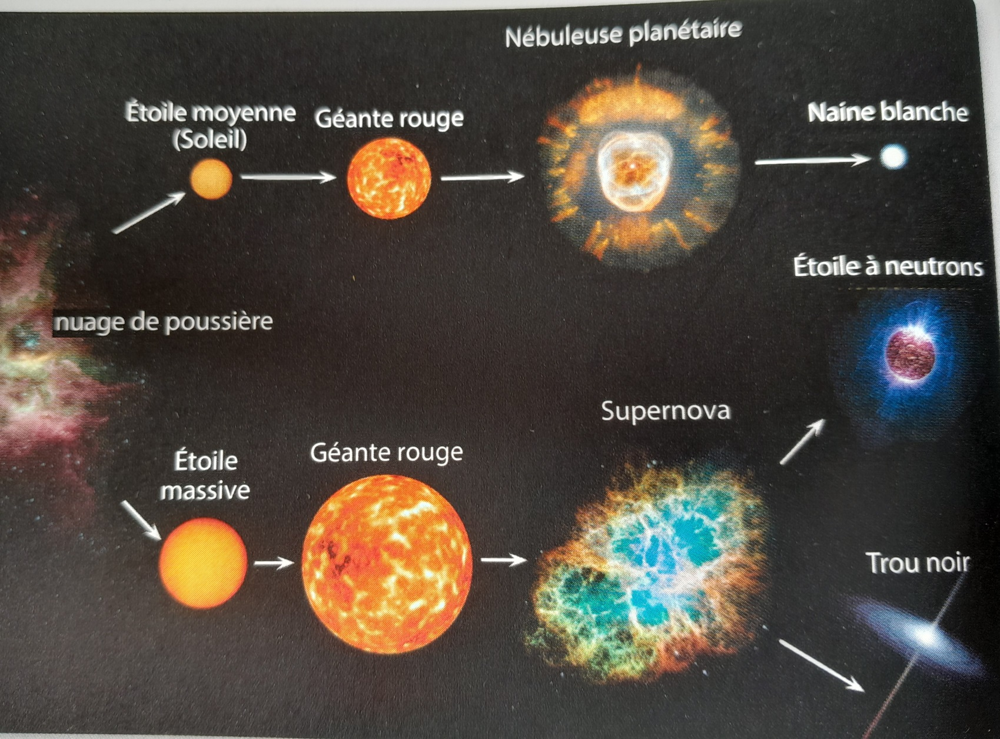 Nébuleuse planétaire
Étoile moyenne
(Soleil)
Géante rouge
Naine blanche
Étoile à neutrons
nuage de poussière
Supernova
Étoile
massive
Géante rouge
Trou noir